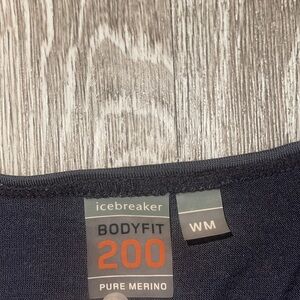 icebreaker
BODYFIT
200
PURE MERINO
WM